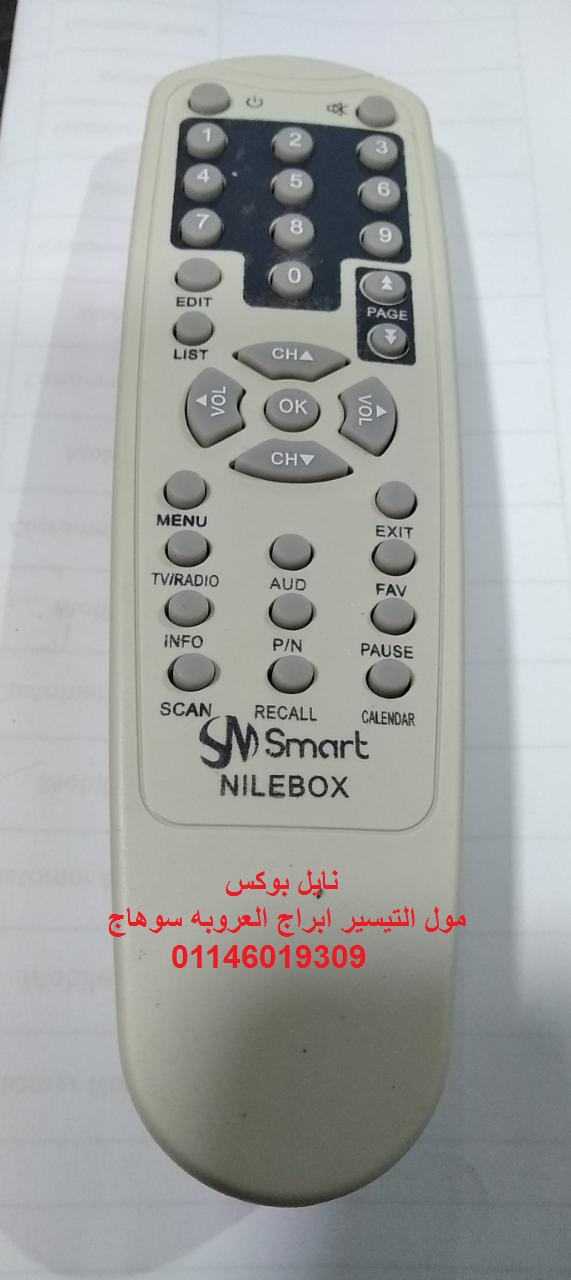 1 2 3
4 5 6
7 8 9
0
EDIT
PAGE
LIST
CH▲
◀ VOL
OK
VOL ▶
CH▼
MENU
EXIT
TV/RADIO
AUD
FAV
INFO
P/N
PAUSE
SCAN
RECALL
CALENDAR
SM Smart
NILEBOX
نايل بوكس
مول التيسير ابراج العروبه سوهاج
01146019309